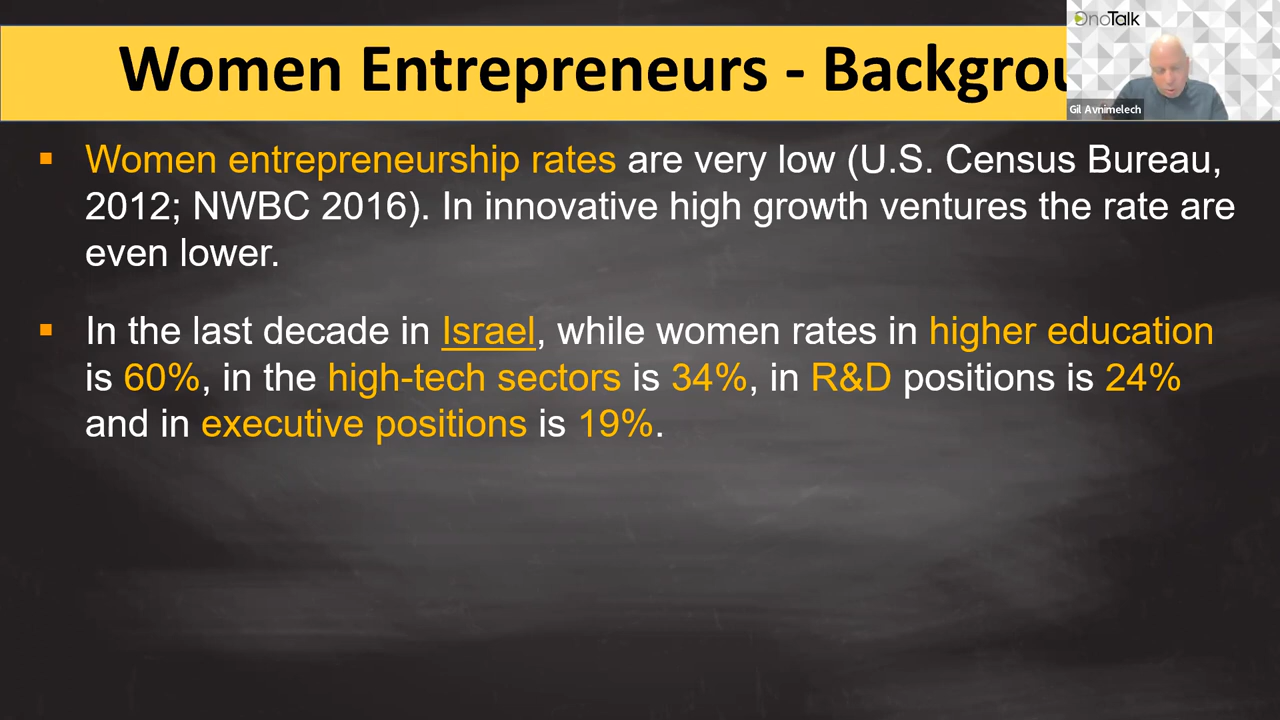 Women Entrepreneurs - Backgrou
OnoTalk
Gil Avnimelech
▪ Women entrepreneurship rates are very low (U.S. Census Bureau,
2012; NWBC 2016). In innovative high growth ventures the rate are
even lower.
▪ In the last decade in Israel, while women rates in higher education
is 60%, in the high-tech sectors is 34%, in R&D positions is 24%
and in executive positions is 19%.